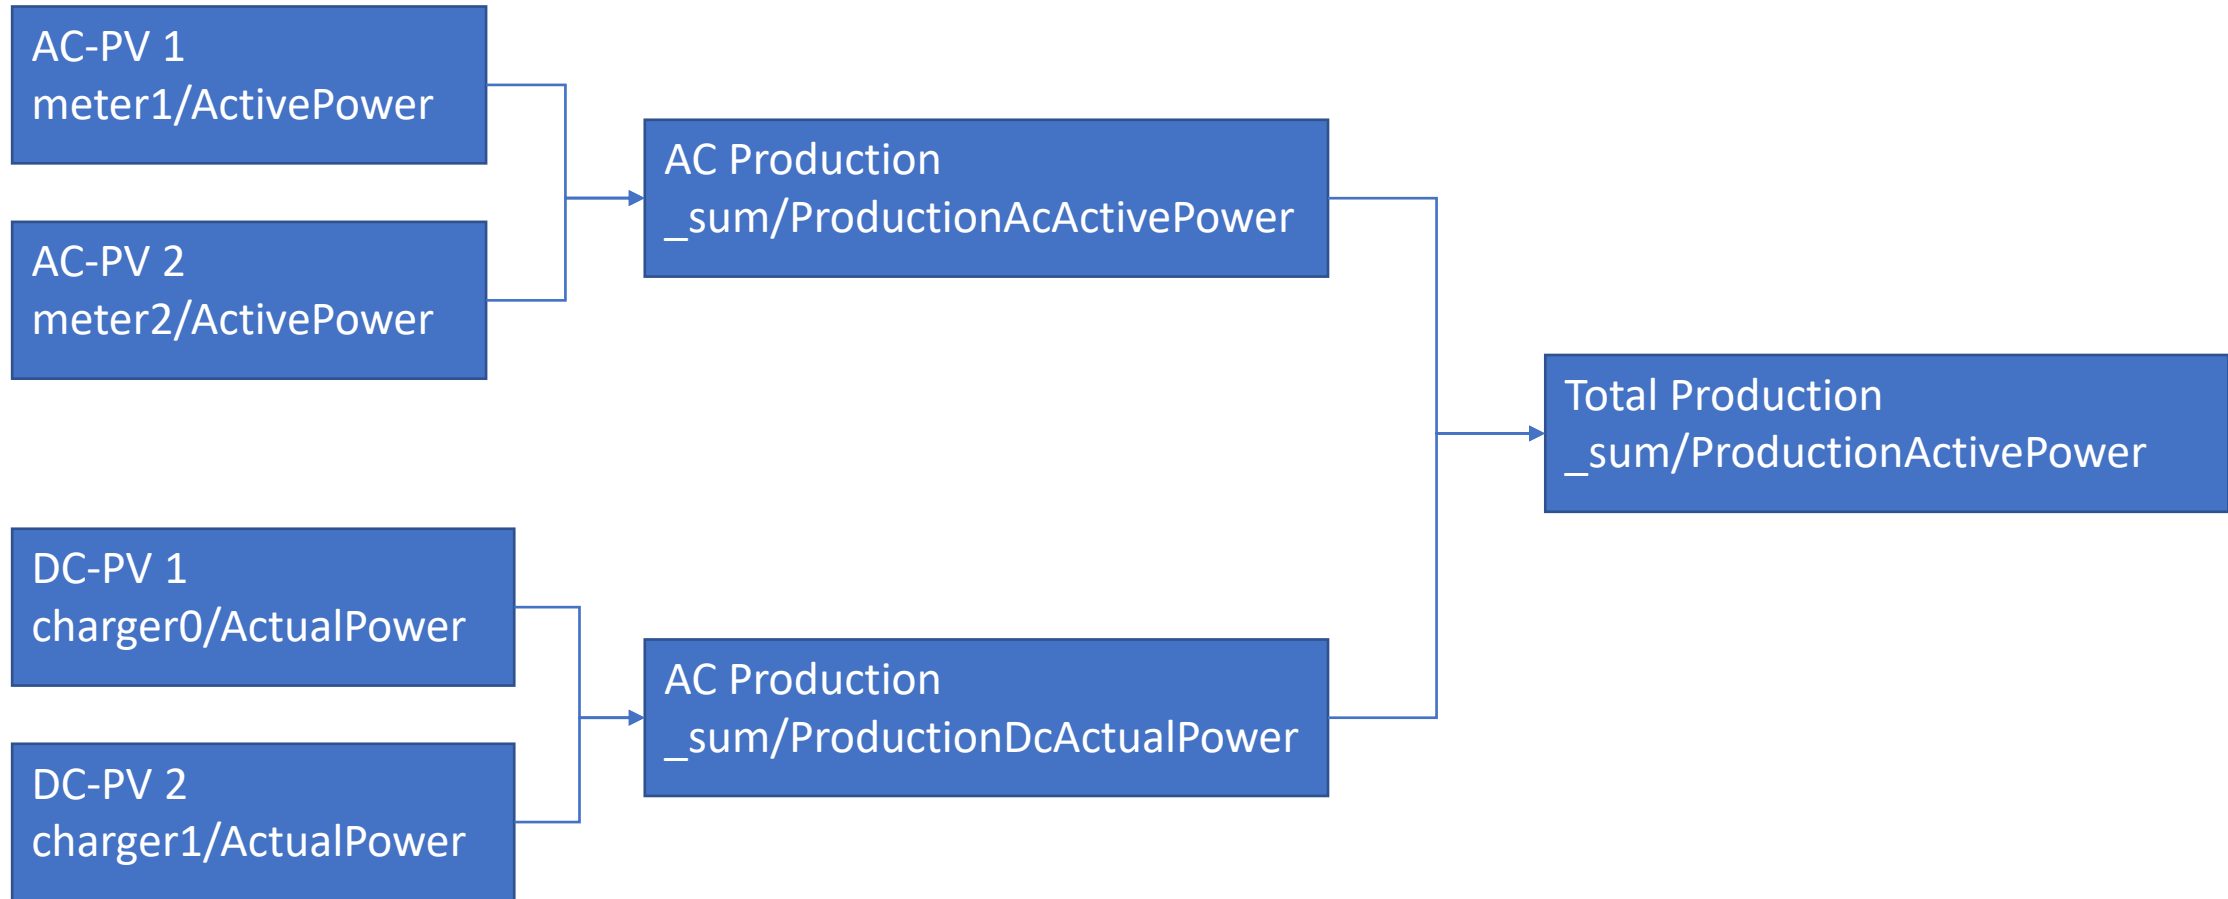 AC-PV 1
meter1/ActivePower
AC-PV 2
meter2/ActivePower
DC-PV 1
charger0/ActualPower
DC-PV 2
charger1/ActualPower
AC Production
_sum/ProductionAcActivePower
AC Production
_sum/ProductionDcActualPower
Total Production
_sum/ProductionActivePower